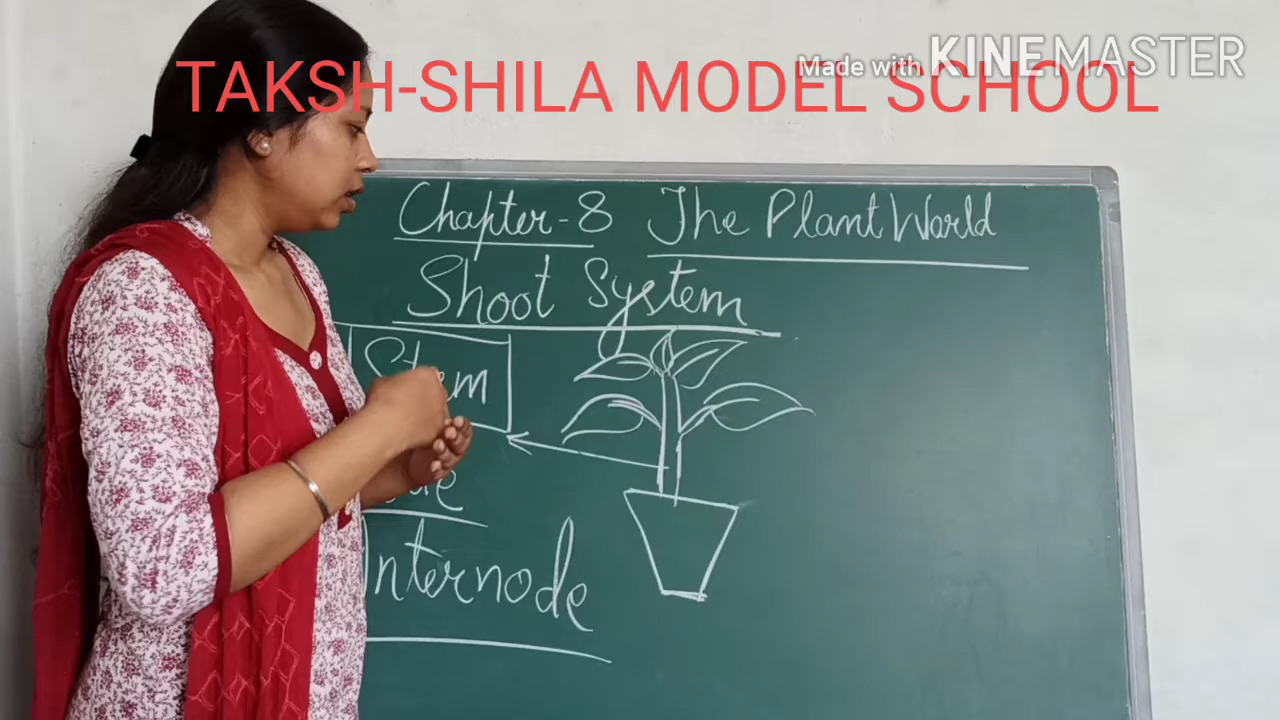 Made with KINEMASTER
TAKSH-SHILA MODEL SCHOOL
Chapter-8 The Plant World
Shoot System
Stem
Internode